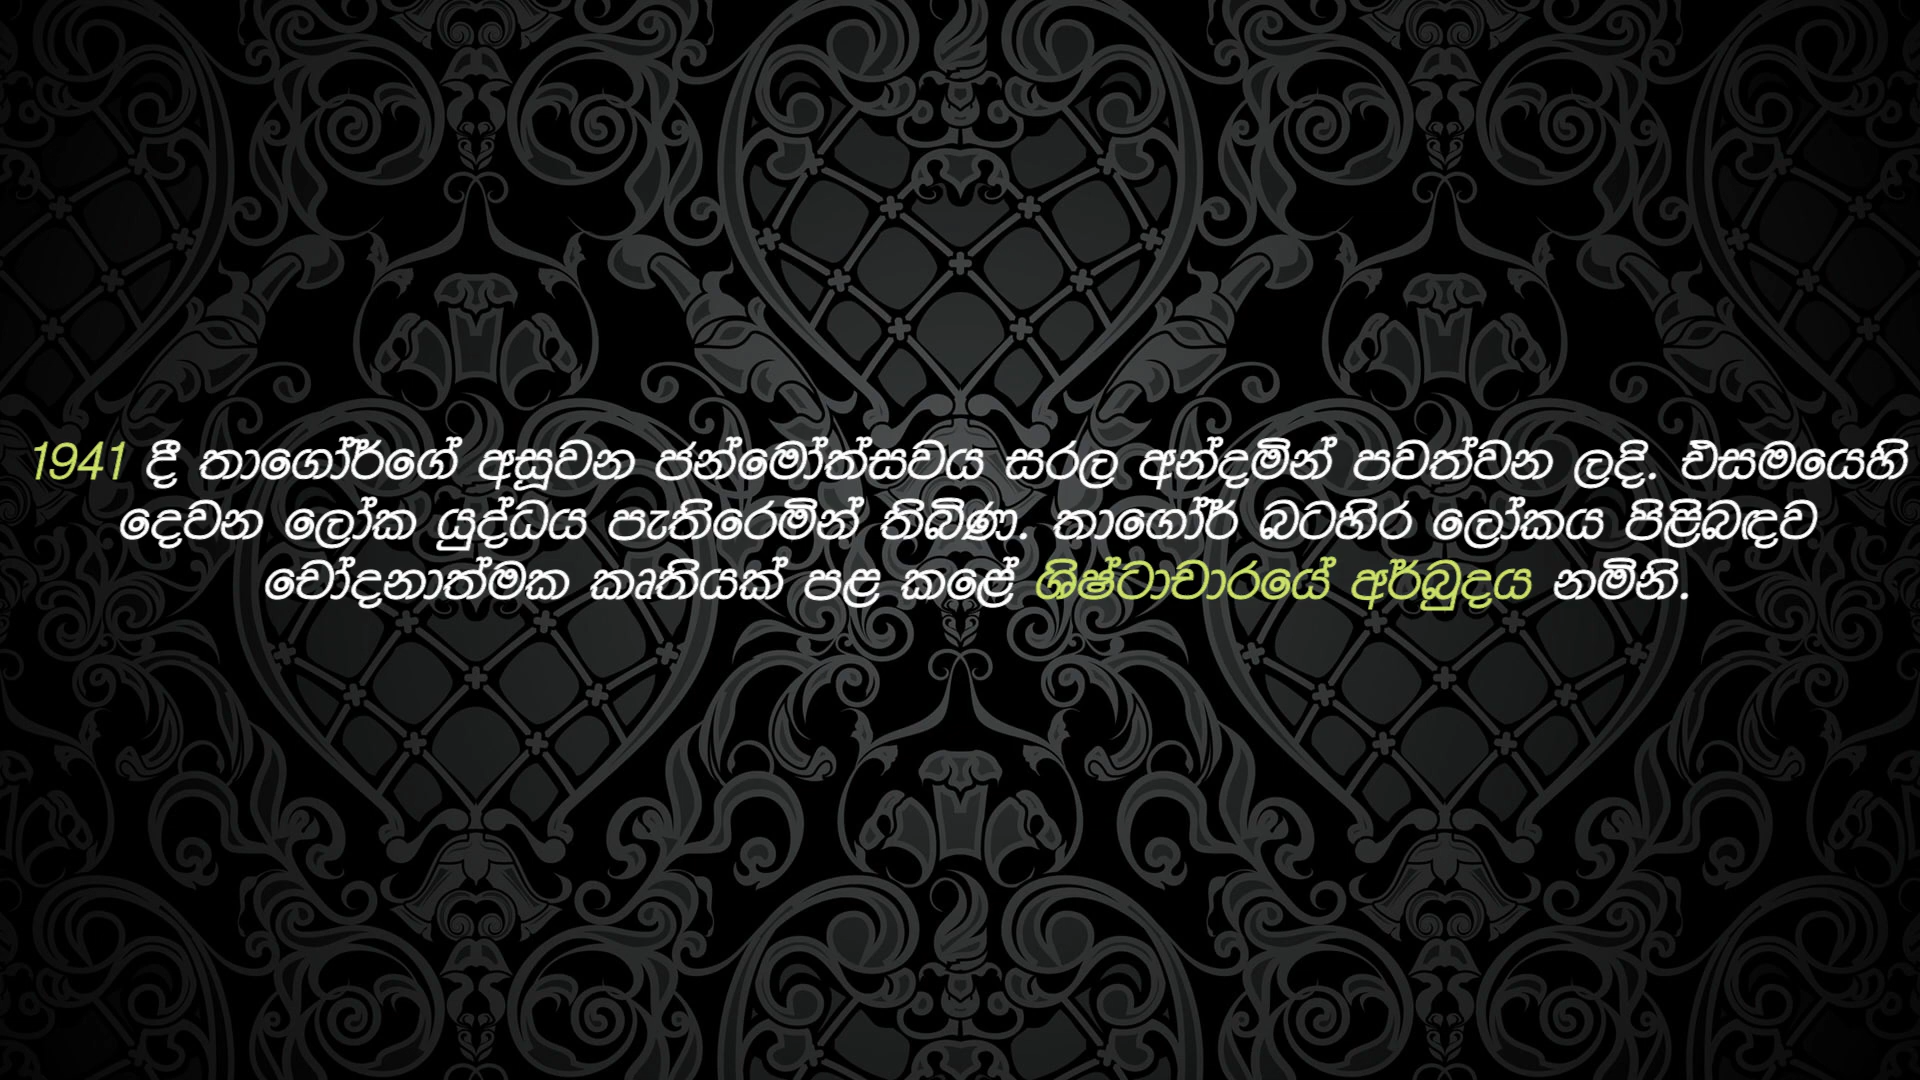 1941 දී තාගෝර්ගේ අසූවන ජන්මෝත්සවය සරල අන්දමින් පවත්වන ලදි. එසමයෙහි
දෙවන ලෝක යුද්ධය පැතිරෙමින් තිබිණ. තාගෝර් බටහිර ලෝකය පිළිබඳව
චෝදනාත්මක කෘතියක් පළ කළේ ශිෂ්ටාචාරයේ අර්බුදය නමිනි.